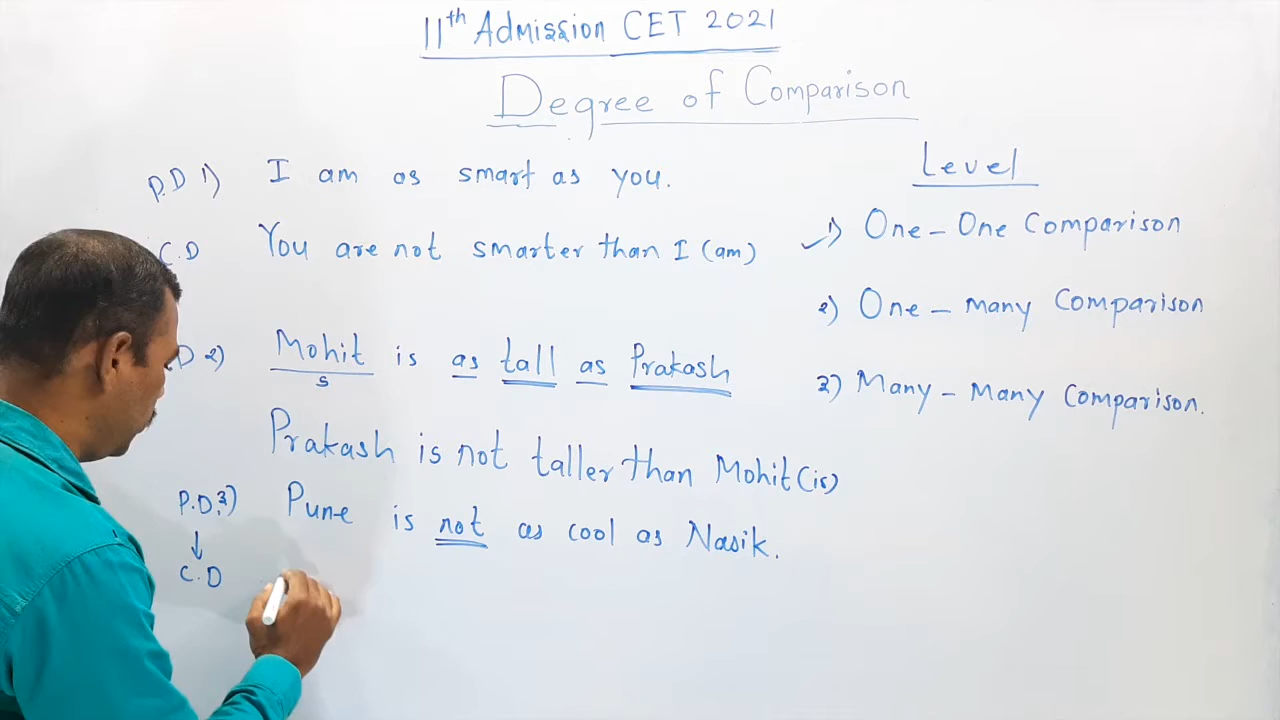 11th Admission CET 2021
Degree of Comparison
P.D 1) I am as smart as you.
C.D You are not smarter than I (am)
D 2) Mohit is as tall as Prakash
S
Prakash is not taller than Mohit (is)
P.D. 3) Pune is not as cool as Nasik.
↓
C.D
Level
✓1) One - One Comparison
2) One - Many Comparison
3) Many - Many Comparison.